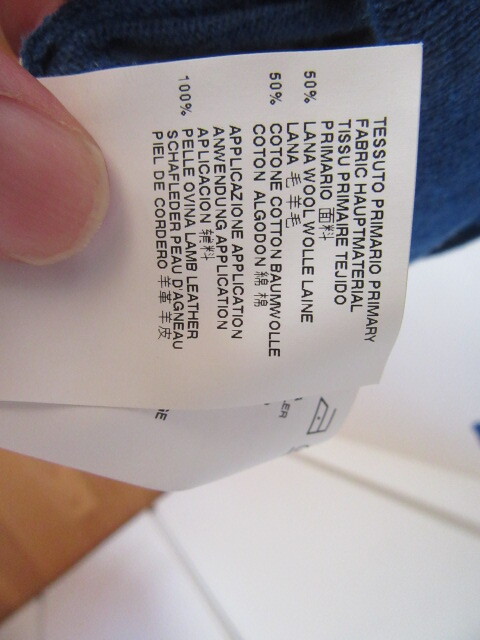 TESSUTO PRIMARIO PRIMARY
FABRIC HAUPTMATERIAL
TISSU PRIMAIRE TEJIDO
PRIMARIO 面料
50% LANA WOOL WOLLE LAINE
LANA 毛 羊毛
50% COTONE COTTON BAUMWOLLE
COTON ALGODON 綿 棉
APPLICAZIONE APPLICATION
ANWENDUNG APPLICATION
APLICACION 辅料
100% PELLE OVINA LAMB LEATHER
SCHAFLEDER PEAU D'AGNEAU
PIEL DE CORDERO 羊革 羊皮